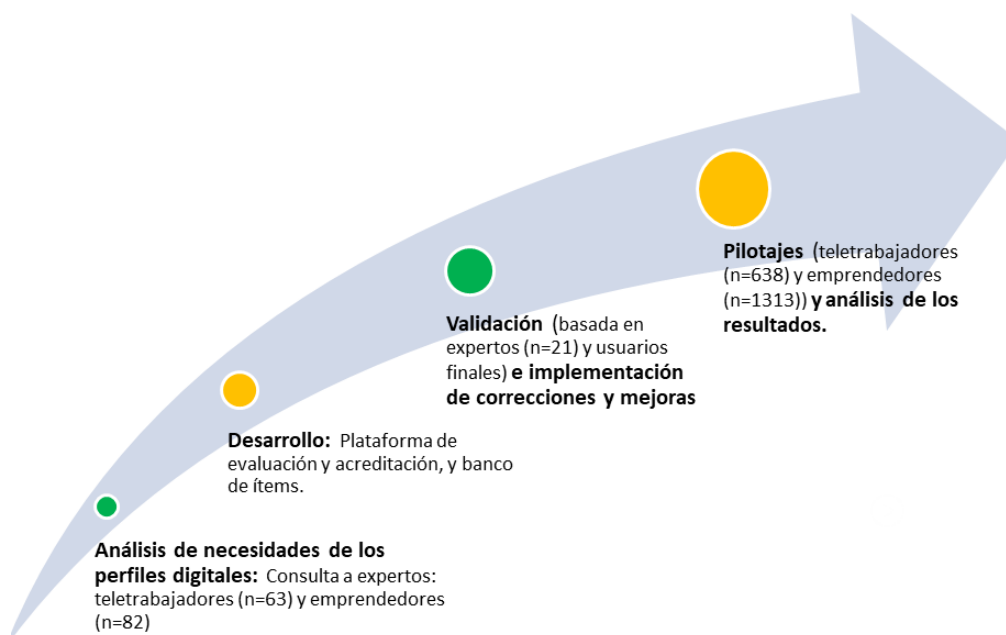 Análisis de necesidades de los
perfiles digitales: Consulta a expertos:
teletrabajadores (n=63) y emprendedores
(n=82)
Desarrollo: Plataforma de
evaluación y acreditación, y banco
de ítems.
Validación (basada en
expertos (n=21) y usuarios
finales) e implementación
de correcciones y mejoras
Pilotajes (teletrabajadores
(n=638) y emprendedores
(n=1313)) y análisis de los
resultados.